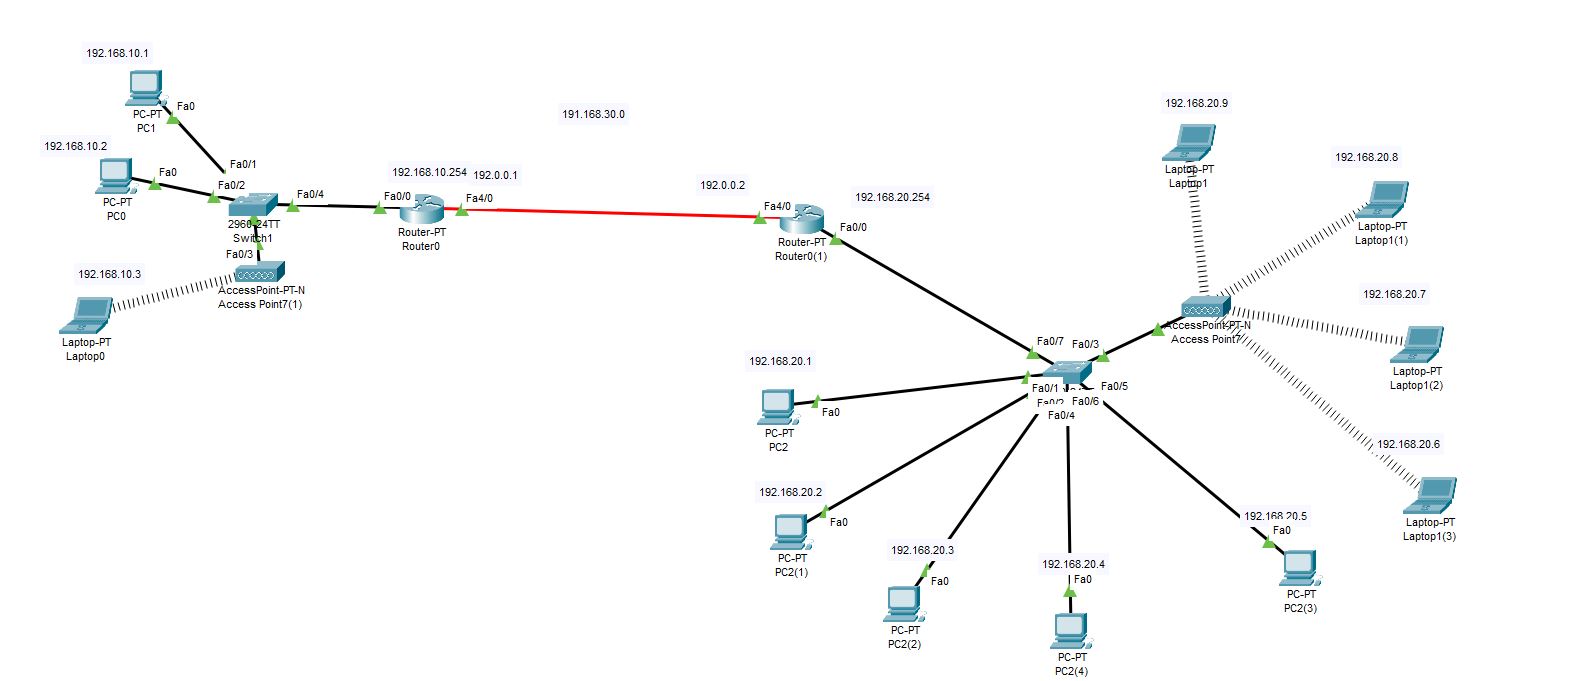 192.168.10.1
Fa0
PC-PT
PC1
192.168.10.2
Fa0
PC-PT
PC0
Fa0/1
Fa0/2
Fa0/4
2960-24TT
Switch1
Fa0/3
192.168.10.3
AccessPoint-PT-N
Access Point7(1)
Laptop-PT
Laptop0
192.168.10.254
192.0.0.1
Fa0/0
Fa4/0
Router-PT
Router0
191.168.30.0
192.0.0.2
192.168.20.254
Fa4/0
Fa0/0
Router-PT
Router0(1)
192.168.20.9
Laptop-PT
Laptop1
192.168.20.8
Laptop-PT
Laptop1(1)
192.168.20.7
Laptop-PT
Laptop1(2)
192.168.20.6
Laptop-PT
Laptop1(3)
AccessPoint-PT-N
Access Point7
Fa0/7
Fa0/3
Fa0/1
Fa0/5
Fa0/2
Fa0/6
Fa0/4
192.168.20.1
Fa0
PC-PT
PC2
192.168.20.2
Fa0
PC-PT
PC2(1)
192.168.20.3
Fa0
PC-PT
PC2(2)
192.168.20.4
Fa0
PC-PT
PC2(4)
192.168.20.5
Fa0
PC-PT
PC2(3)